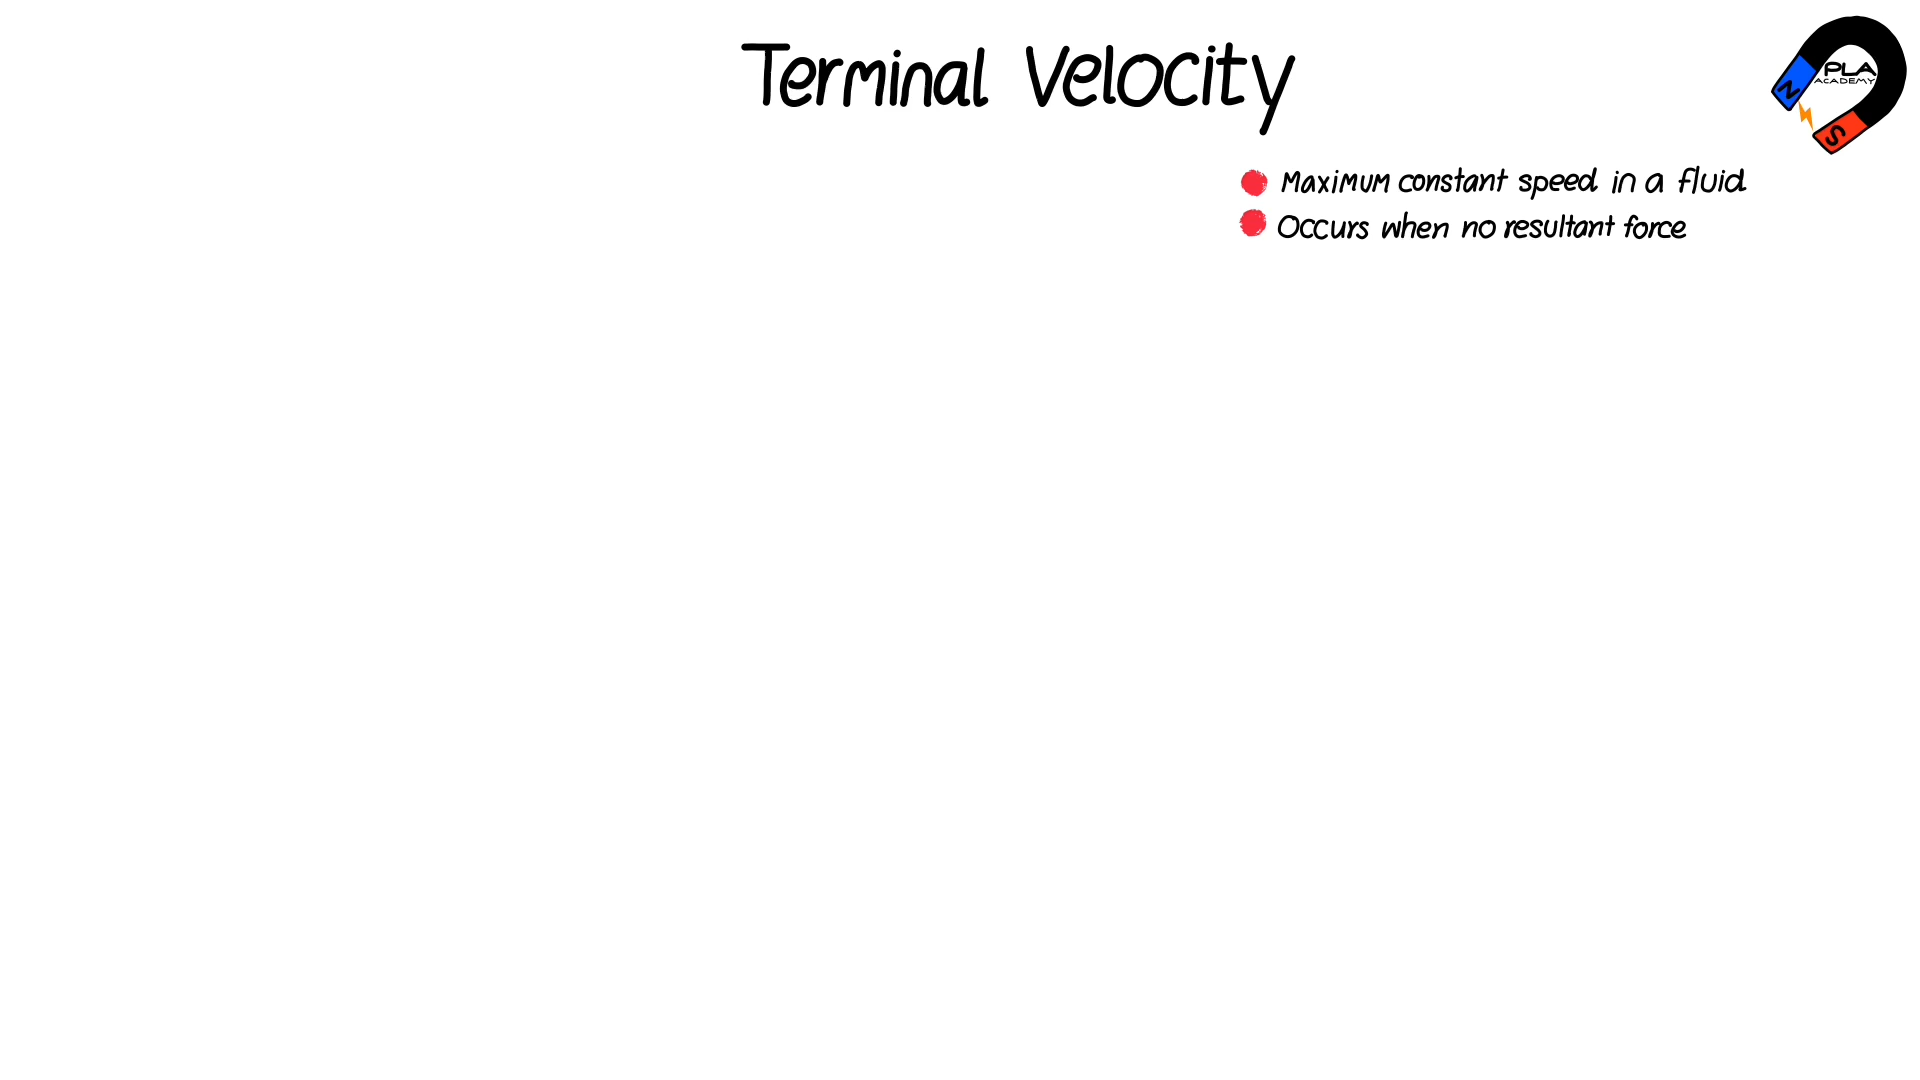 Terminal Velocity
PLA
ACADEMY
N
S
Maximum constant speed in a fluid
Occurs when no resultant force